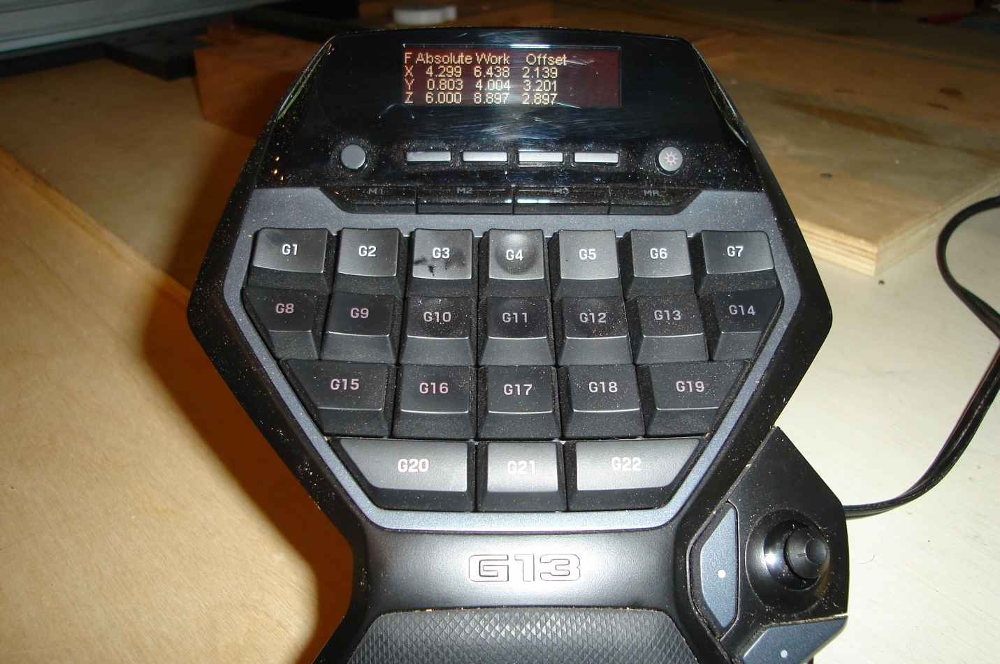 F Absolute Work Offset
X 4.299 6.438 2.139
Y 0.803 4.004 3.201
Z 6.000 8.897 2.897
M1 M2 M3 MR
G1 G2 G3 G4 G5 G6 G7
G8 G9 G10 G11 G12 G13 G14
G15 G16 G17 G18 G19
G20 G21 G22
G13